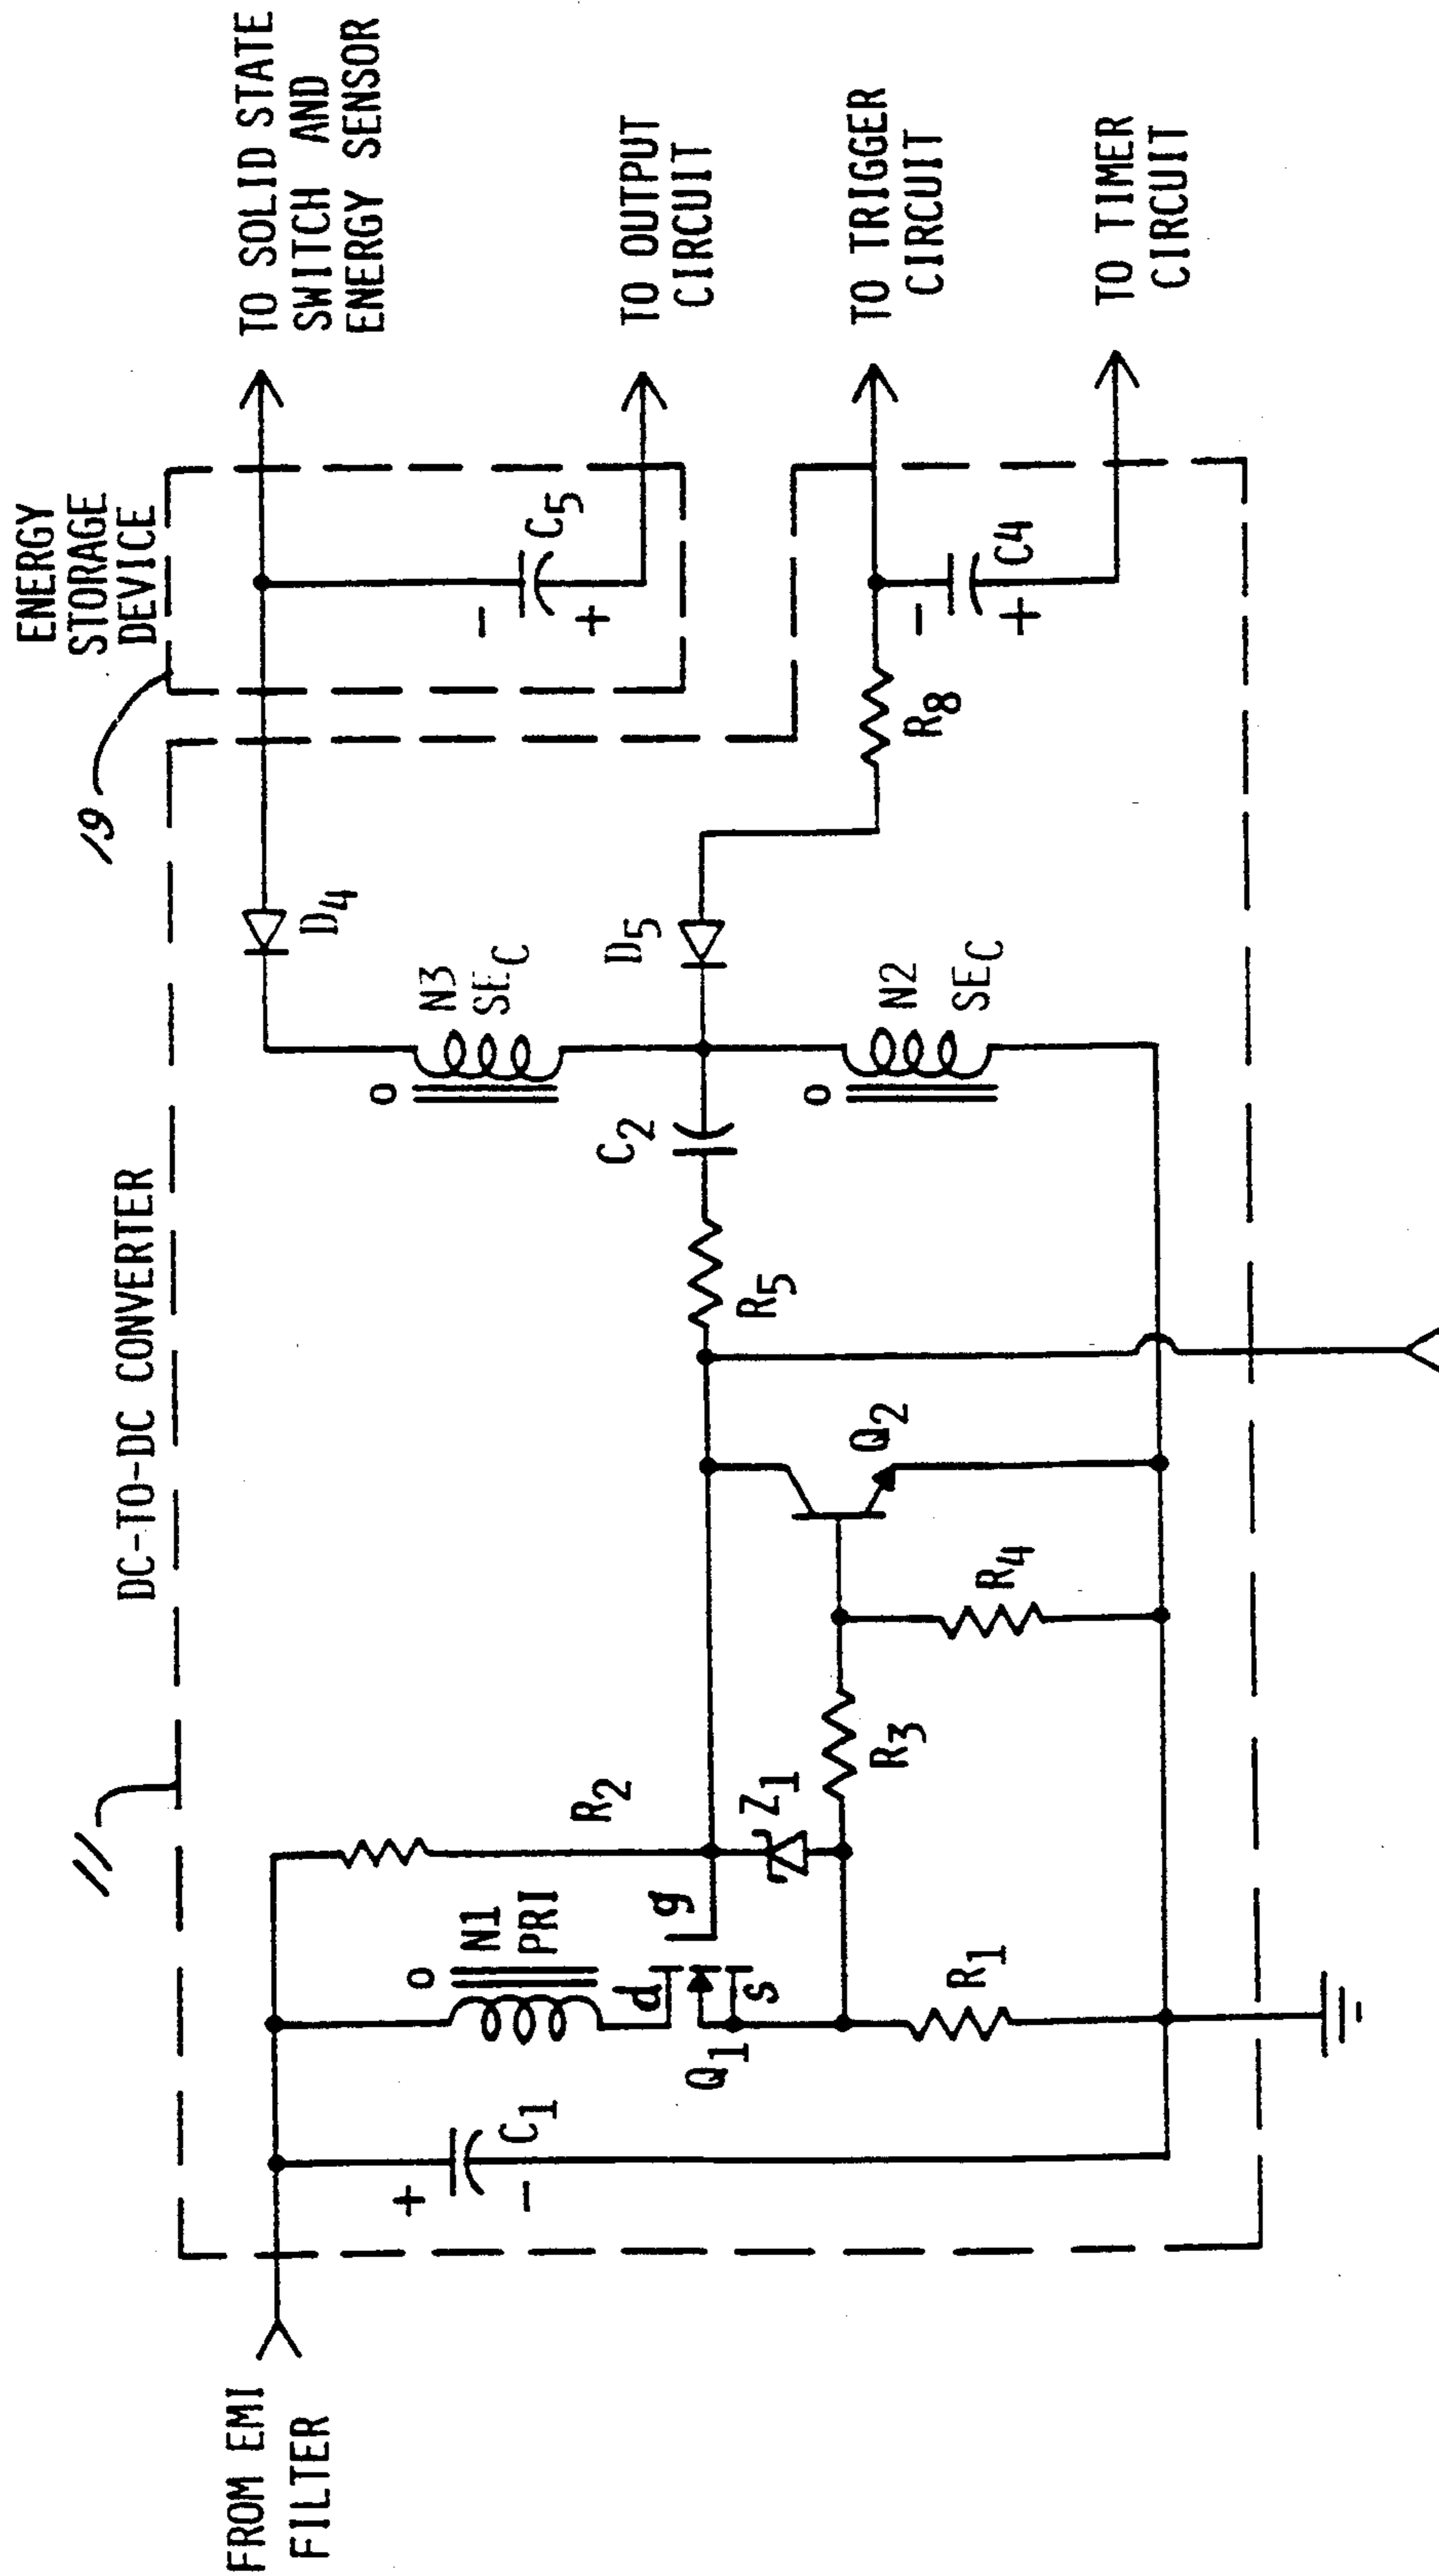 ENERGY
STORAGE
DEVICE
19
DC-TO-DC CONVERTER
11
FROM EMI
FILTER
TO SOLID STATE
SWITCH AND
ENERGY SENSOR
TO OUTPUT
CIRCUIT
TO TRIGGER
CIRCUIT
TO TIMER
CIRCUIT
+
C1
-
o
N1
PRI
d
g
s
Q1
R1
R2
Z1
R3
R4
Q2
R5
C2
o
N3
SEC
o
N2
SEC
D4
D5
R8
-
C5
+
-
C4
+